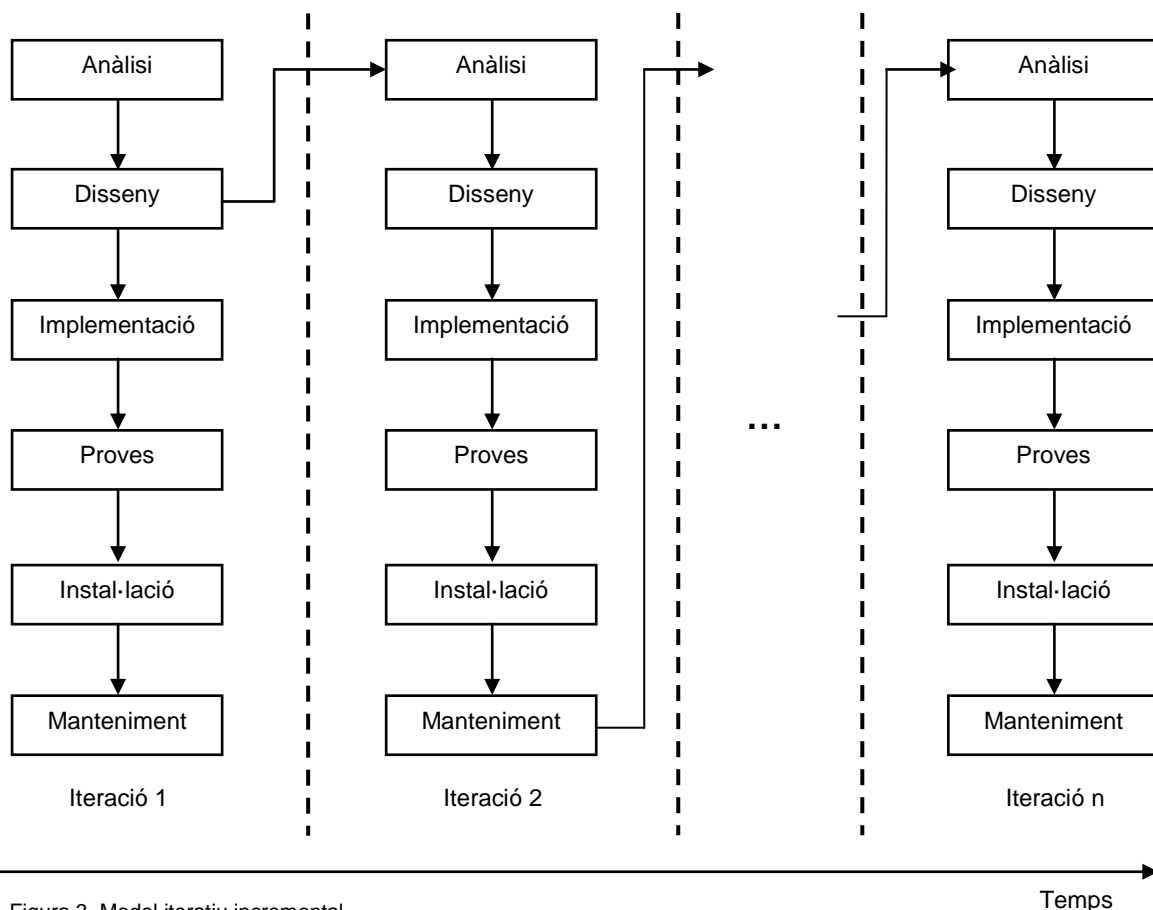 Anàlisi
Anàlisi
Anàlisi
Disseny
Disseny
Disseny
Implementació
Implementació
Implementació
...
Proves
Proves
Proves
Instal·lació
Instal·lació
Instal·lació
Manteniment
Manteniment
Manteniment
Iteració 1
Iteració 2
Iteració n
Temps